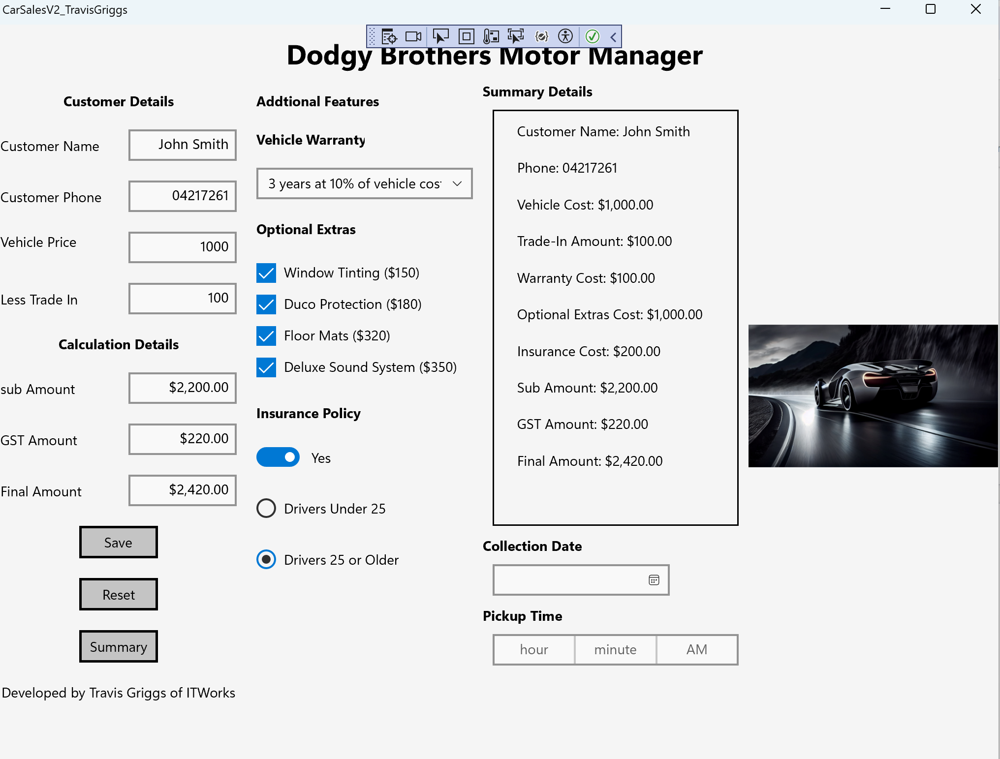 CarSalesV2_TravisGriggs
Dodgy Brothers Motor Manager
Customer Details
Customer Name
John Smith
Customer Phone
04217261
Vehicle Price
1000
Less Trade In
100
Calculation Details
sub Amount
$2,200.00
GST Amount
$220.00
Final Amount
$2,420.00
Save
Reset
Summary
Developed by Travis Griggs of ITWorks
Addtional Features
Vehicle Warranty
3 years at 10% of vehicle cost
Optional Extras
Window Tinting ($150)
Duco Protection ($180)
Floor Mats ($320)
Deluxe Sound System ($350)
Insurance Policy
Yes
Drivers Under 25
Drivers 25 or Older
Summary Details
Customer Name: John Smith
Phone: 04217261
Vehicle Cost: $1,000.00
Trade-In Amount: $100.00
Warranty Cost: $100.00
Optional Extras Cost: $1,000.00
Insurance Cost: $200.00
Sub Amount: $2,200.00
GST Amount: $220.00
Final Amount: $2,420.00
Collection Date
Pickup Time
hour
minute
AM